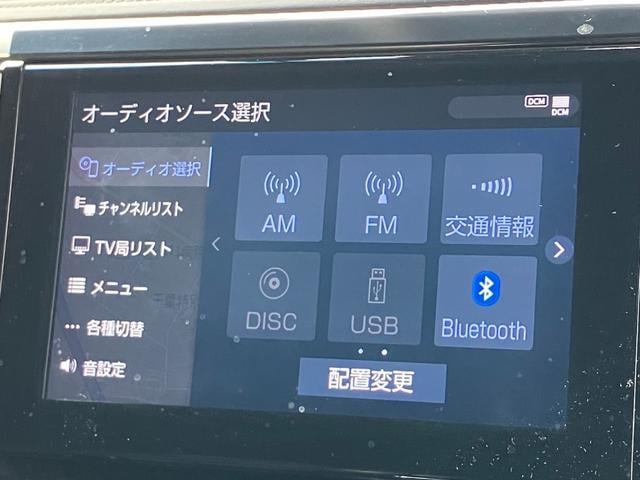 オーディオソース選択
DCM
DCM
オーディオ選択
チャンネルリスト
TV局リスト
メニュー
各種切替
音設定
AM
FM
交通情報
DISC
USB
Bluetooth
配置変更